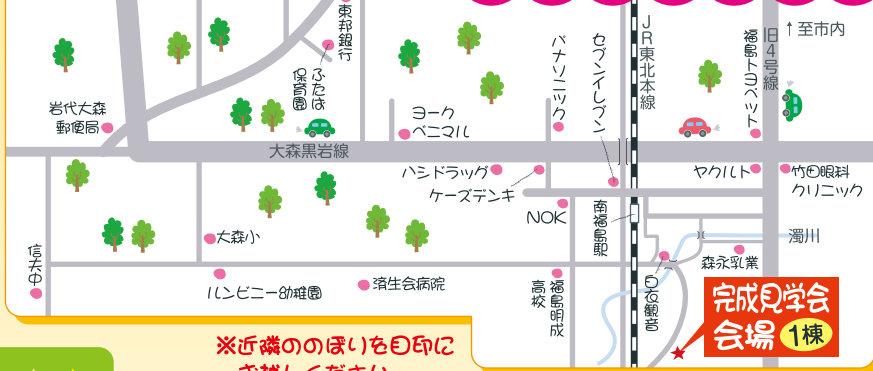 東邦銀行
ふたば
保育園
岩代大森
郵便局
ヨーク
ベニマル
パナソニック
セブンイレブン
JR東北本線
福島トヨペット
旧4号線
↑至市内
大森黒岩線
ハシドラッグ
ケーズデンキ
ヤクルト
竹田眼科
クリニック
NOK
南福島駅
濁川
大森小
信夫中
ルンビニー幼稚園
済生会病院
福島明成
高校
白衣観音
森永乳業
完成見学会
会場 1棟
※近隣ののぼりを目印に